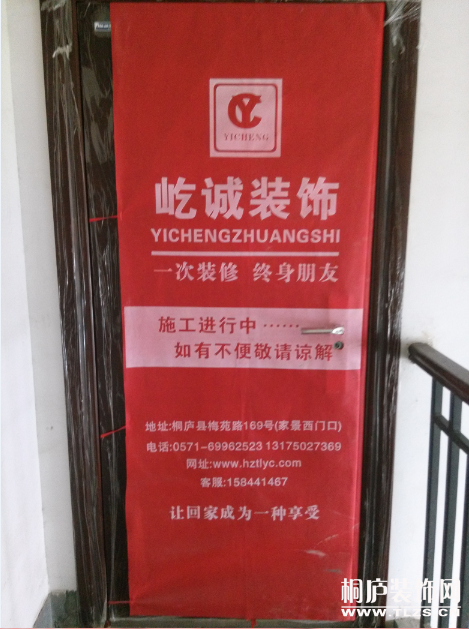 YICHENG
屹诚装饰
YICHENGZHUANGSHI
一次装修 终身朋友
施工进行中……
如有不便敬请谅解
地址:桐庐县梅苑路169号(家景西门口)
电话:0571-69962523 13175027369
网址:www.hztlyc.com
客服:158441467
让回家成为一种享受
桐庐装饰网
www.TLZS.cn